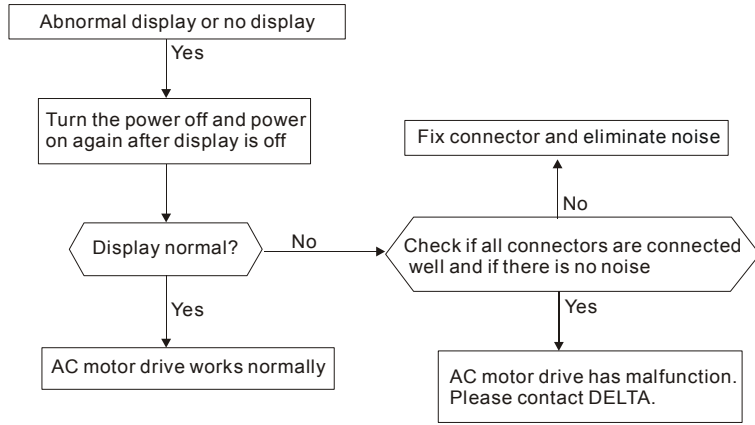 Abnormal display or no display
Yes
Turn the power off and power
on again after display is off
Fix connector and eliminate noise
No
Display normal?
No
Check if all connectors are connected
well and if there is no noise
Yes
Yes
AC motor drive works normally
AC motor drive has malfunction.
Please contact DELTA.